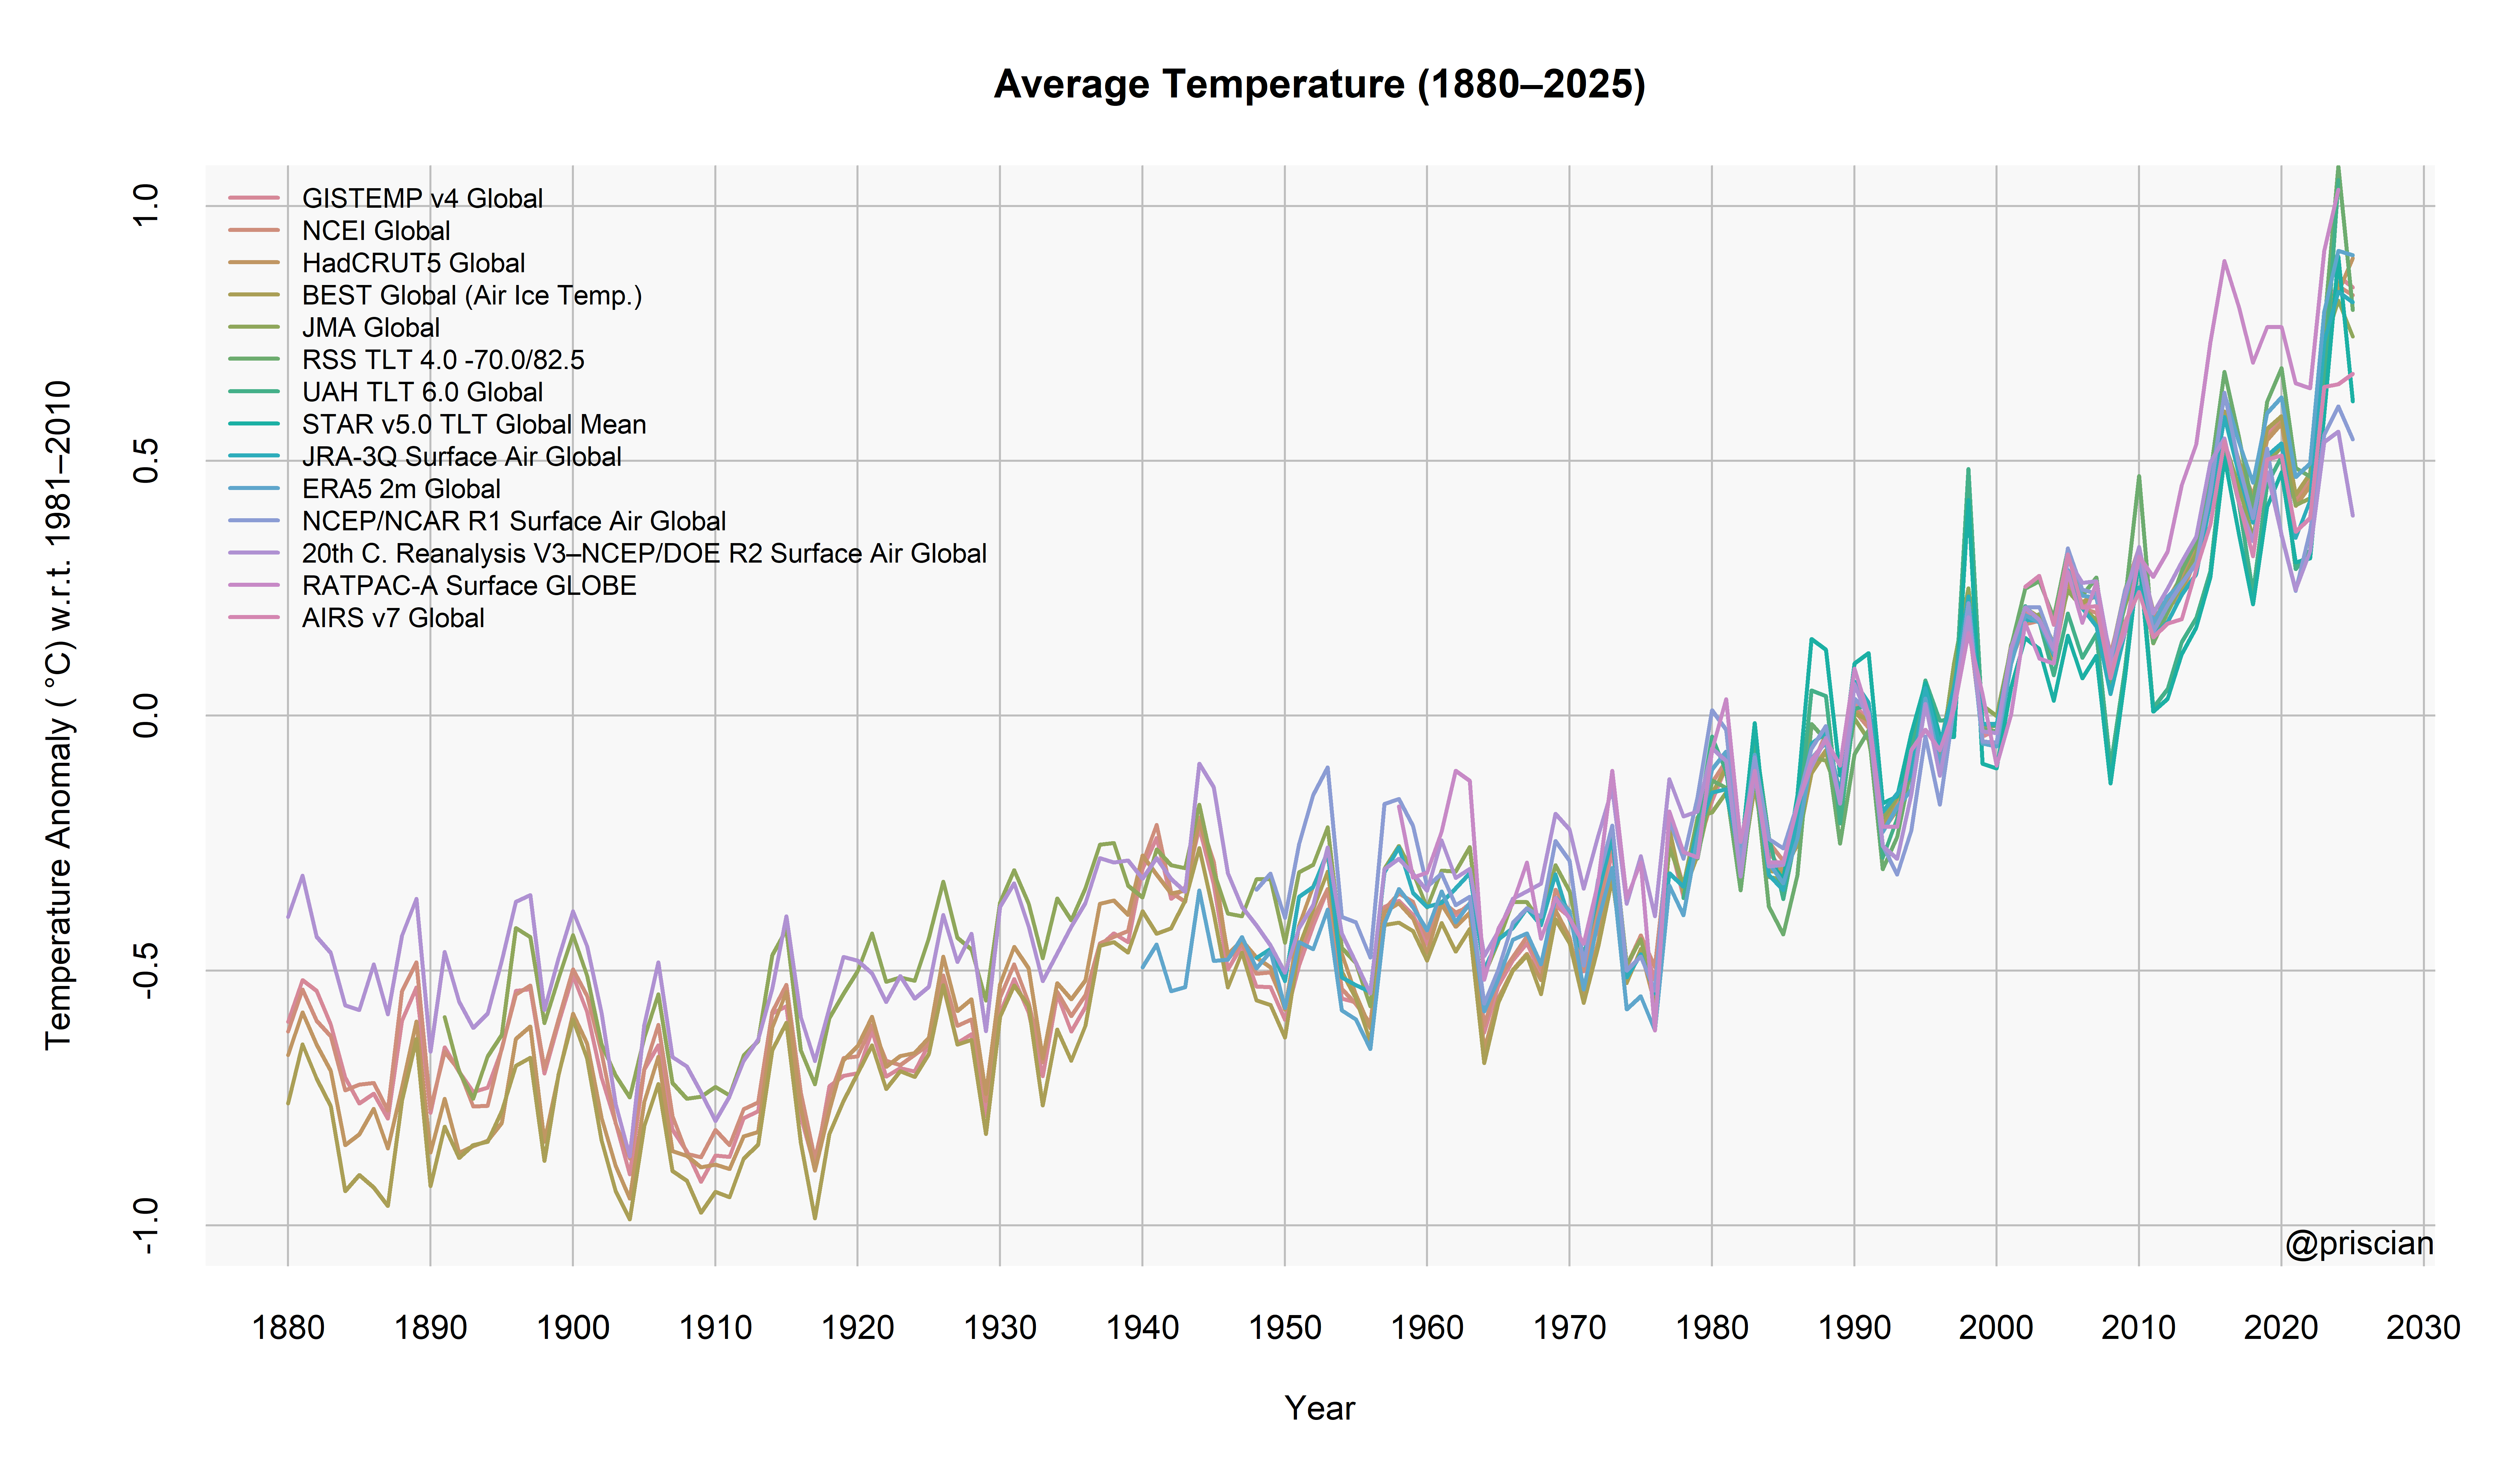 Average Temperature (1880–2025)
Temperature Anomaly ( °C) w.r.t. 1981–2010
1.0
0.5
0.0
-0.5
-1.0
GISTEMP v4 Global
NCEI Global
HadCRUT5 Global
BEST Global (Air Ice Temp.)
JMA Global
RSS TLT 4.0 -70.0/82.5
UAH TLT 6.0 Global
STAR v5.0 TLT Global Mean
JRA-3Q Surface Air Global
ERA5 2m Global
NCEP/NCAR R1 Surface Air Global
20th C. Reanalysis V3–NCEP/DOE R2 Surface Air Global
RATPAC-A Surface GLOBE
AIRS v7 Global
@priscian
1880 1890 1900 1910 1920 1930 1940 1950 1960 1970 1980 1990 2000 2010 2020 2030
Year